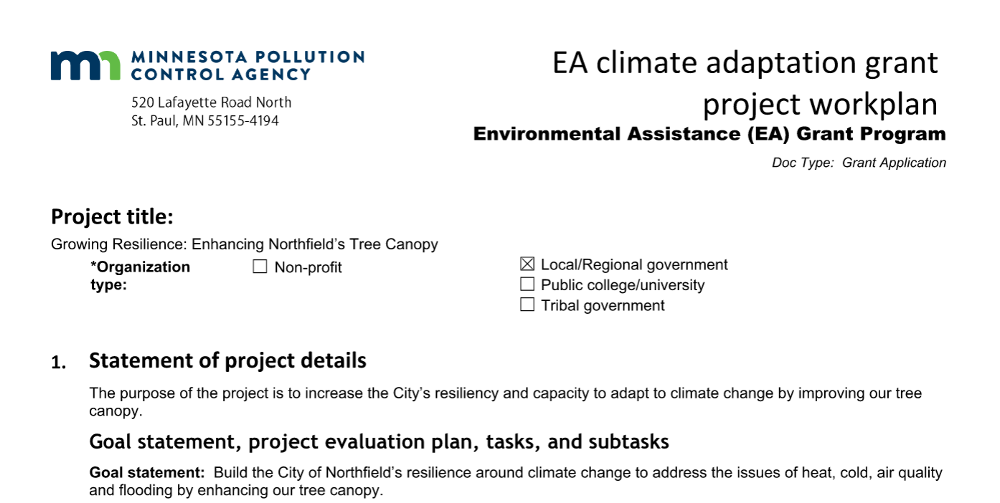 MINNESOTA POLLUTION
CONTROL AGENCY
520 Lafayette Road North
St. Paul, MN 55155-4194
EA climate adaptation grant
project workplan
Environmental Assistance (EA) Grant Program
Doc Type: Grant Application
Project title:
Growing Resilience: Enhancing Northfield’s Tree Canopy
*Organization
type:
☐ Non-profit
☒ Local/Regional government
☐ Public college/university
☐ Tribal government
1. Statement of project details
The purpose of the project is to increase the City’s resiliency and capacity to adapt to climate change by improving our tree
canopy.
Goal statement, project evaluation plan, tasks, and subtasks
Goal statement: Build the City of Northfield’s resilience around climate change to address the issues of heat, cold, air quality
and flooding by enhancing our tree canopy.